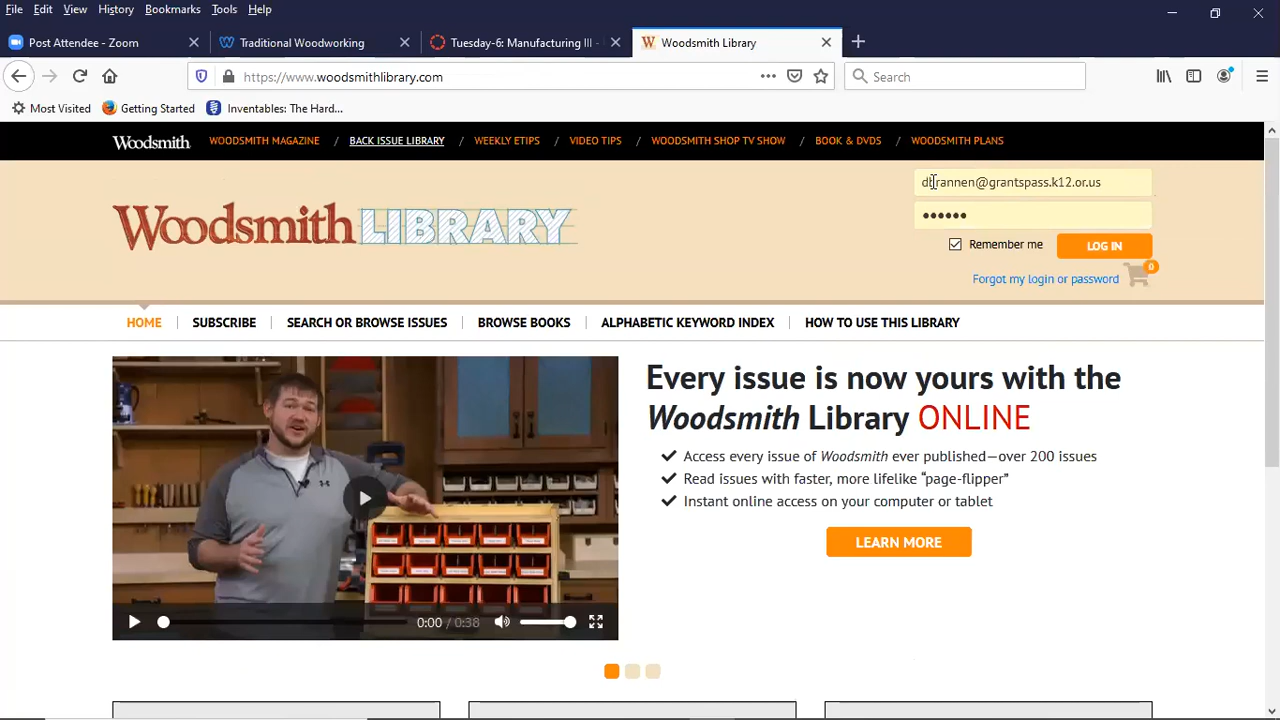 File Edit View History Bookmarks Tools Help
Post Attendee - Zoom
Traditional Woodworking
Tuesday-6: Manufacturing III -
Woodsmith Library
https://www.woodsmithlibrary.com
Search
Most Visited Getting Started Inventables: The Hard...
Woodsmith WOODSMITH MAGAZINE / BACK ISSUE LIBRARY / WEEKLY ETIPS / VIDEO TIPS / WOODSMITH SHOP TV SHOW / BOOK & DVDS / WOODSMITH PLANS
dbrannen@grantspass.k12.or.us
Woodsmith LIBRARY
••••••
Remember me LOG IN
0
Forgot my login or password
HOME | SUBSCRIBE | SEARCH OR BROWSE ISSUES | BROWSE BOOKS | ALPHABETIC KEYWORD INDEX | HOW TO USE THIS LIBRARY
Every issue is now yours with the
Woodsmith Library ONLINE
Access every issue of Woodsmith ever published—over 200 issues
Read issues with faster, more lifelike “page-flipper”
Instant online access on your computer or tablet
LEARN MORE
0:00 / 0:38